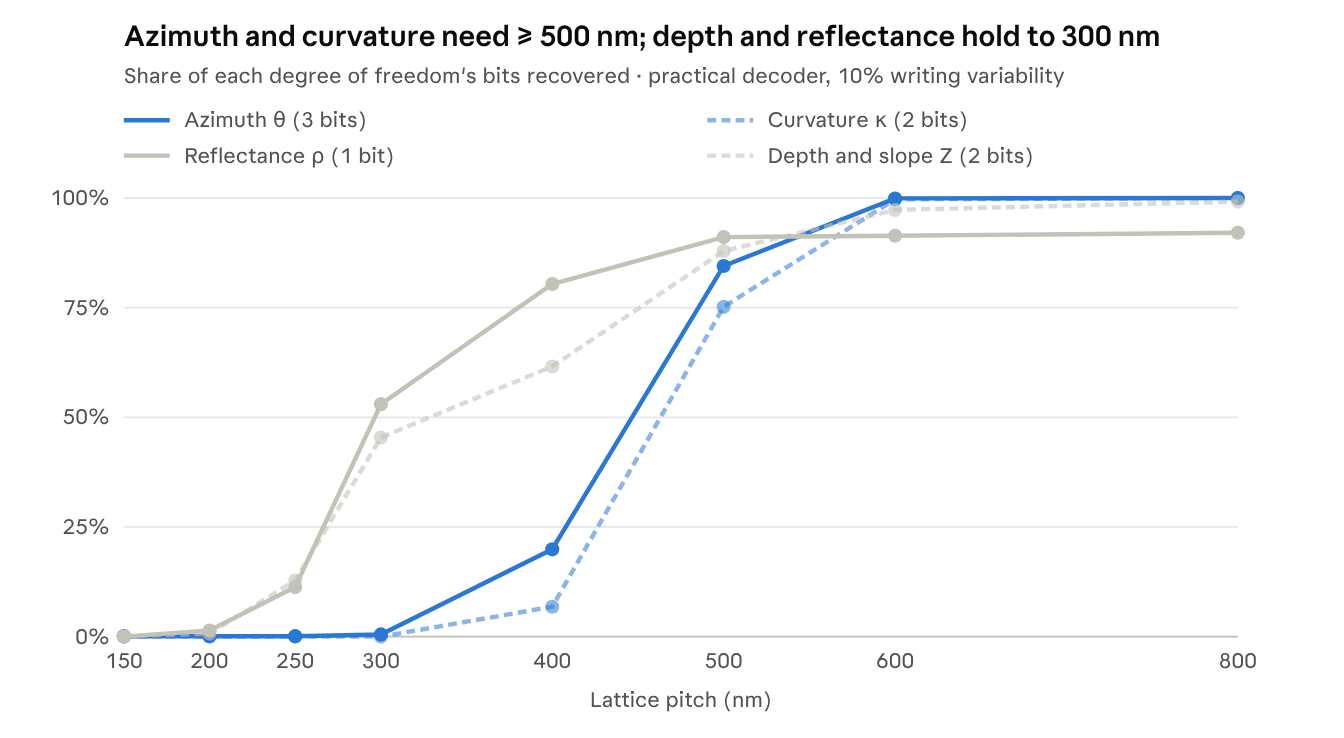 Azimuth and curvature need ≥ 500 nm; depth and reflectance hold to 300 nm
Share of each degree of freedom's bits recovered · practical decoder, 10% writing variability
Azimuth θ (3 bits)
Curvature κ (2 bits)
Reflectance ρ (1 bit)
Depth and slope Z (2 bits)
100%
75%
50%
25%
0%
150 200 250 300 400 500 600 800
Lattice pitch (nm)